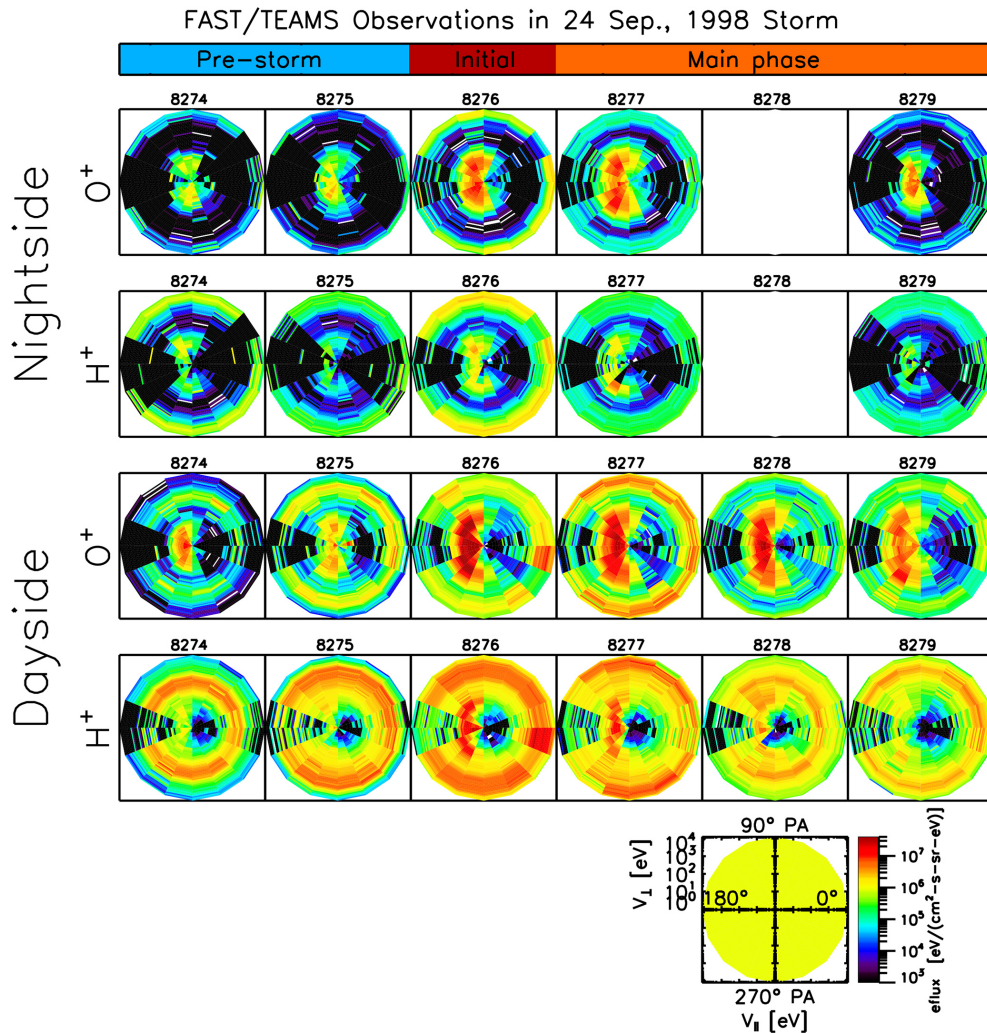 FAST/TEAMS Observations in 24 Sep., 1998 Storm
Pre-storm Initial Main phase
8274 8275 8276 8277 8278 8279
Nightside
O+
8274 8275 8276 8277 8278 8279
H+
8274 8275 8276 8277 8278 8279
Dayside
O+
8274 8275 8276 8277 8278 8279
H+
90° PA
10⁴
10³
10²
10¹
10⁰
V⊥ [eV]
180° 0°
270° PA
V∥ [eV]
10⁷
10⁶
10⁵
10⁴
10³
eflux [eV/(cm²-s-sr-eV)]